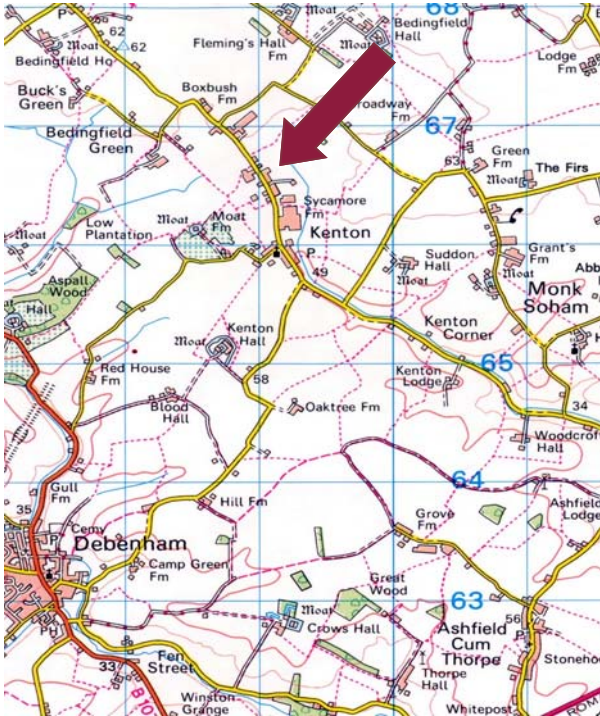 P
62
62
Moat
Bedingfield Ho
Fleming's Hall
Fm
Moat
Bedingfield
Hall
68
Lodge
Fm
Buck's
Green
Boxbush
Fm
Bedingfield
Green
Fm
67
63
Green
Fm
Moat
The Firs
Sycamore
Fm
Low
Plantation
Moat
Moat
Fm
Kenton
P
49
Moat
Suddon
Hall
Moat
Grant's
Fm
Moat
Monk
Soham
Aspall
Wood
Hall
Kenton
Hall
Moat
Kenton
Corner
65
Red House
Fm
58
Kenton
Lodge
34
Blood
Hall
Oaktree Fm
Woodcroft
Hall
64
Gull
Fm
35
Hill Fm
Ashfield
Lodge
Cemy
P
Grove
Fm
Debenham
Camp Green
Fm
Great
Wood
63
Moat
Crows Hall
Ashfield
Cum
Thorpe
56
P
PH
33
Fen
Street
Thorpe
Hall
Winston
Grange
Whitepost